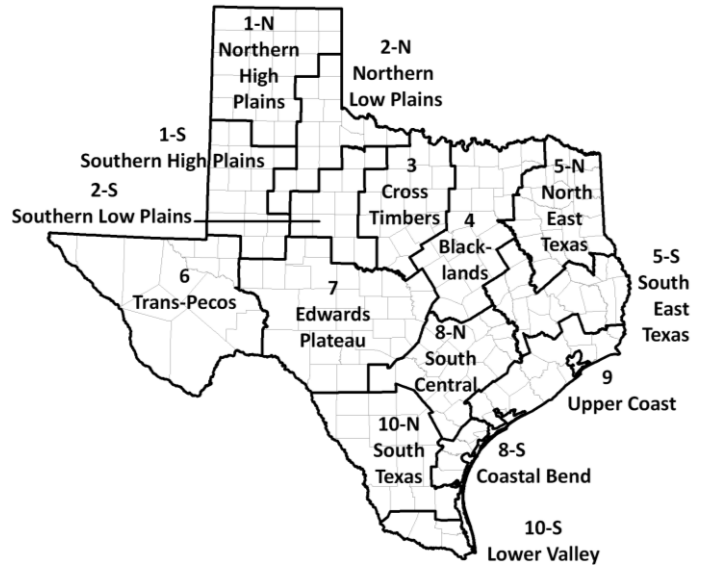 1-N
Northern
High
Plains
2-N
Northern
Low Plains
1-S
Southern High Plains
2-S
Southern Low Plains
3
Cross
Timbers
4
Black-
lands
5-N
North
East
Texas
5-S
South
East
Texas
6
Trans-Pecos
7
Edwards
Plateau
8-N
South
Central
9
Upper Coast
10-N
South
Texas
8-S
Coastal Bend
10-S
Lower Valley